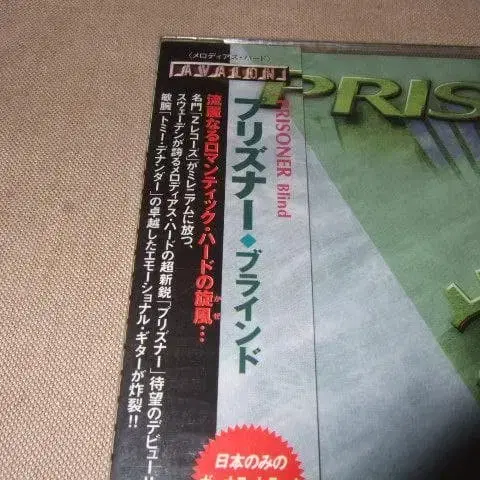 〈メロディアス・ハード〉
AVALON
PRIS
PRISONER Blind
プリズナー◆ブラインド
流麗なるロマンティック・ハードの旋風…
かぜ
名門「Zレコーズ」がミレニアムに放つ、
スウェーデンが誇るメロディアス・ハードの超新鋭「プリズナー」待望のデビュー!!
敏腕「トミー・デナンダー」の卓越したエモーショナル・ギターが炸裂!!
日本のみの